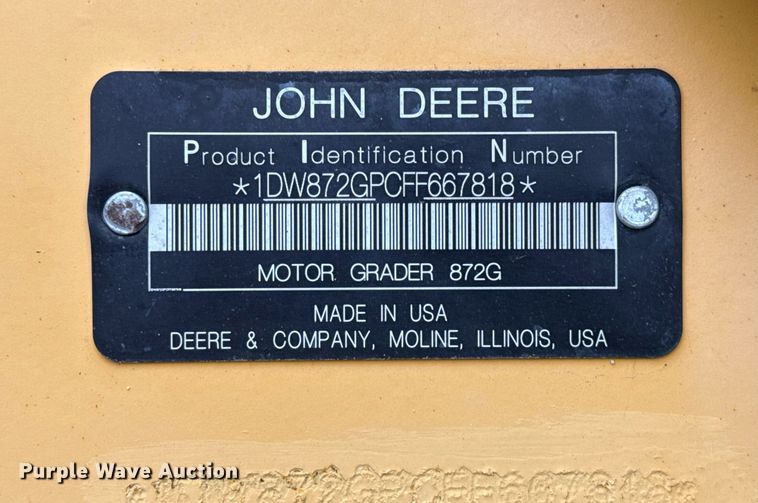 JOHN DEERE
Product Identification Number
*1DW872GPCFF667818*
MOTOR GRADER 872G
MADE IN USA
DEERE & COMPANY, MOLINE, ILLINOIS, USA
Purple Wave Auction